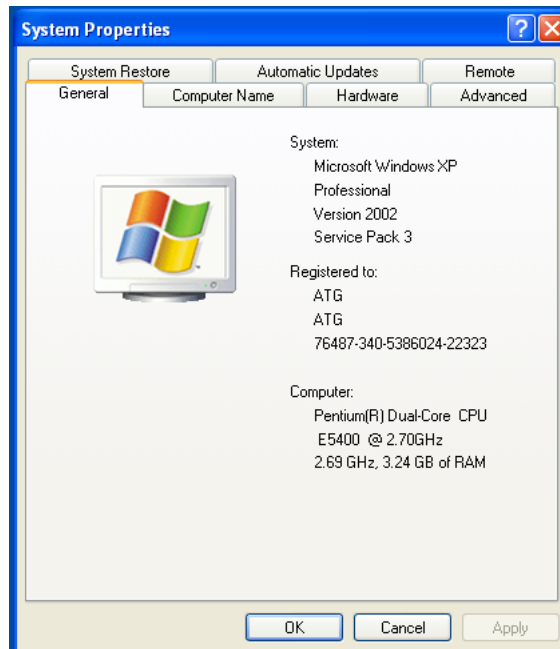 System Properties
System Restore Automatic Updates Remote
General Computer Name Hardware Advanced
System:
Microsoft Windows XP
Professional
Version 2002
Service Pack 3
Registered to:
ATG
ATG
76487-340-5386024-22323
Computer:
Pentium(R) Dual-Core CPU
E5400 @ 2.70GHz
2.69 GHz, 3.24 GB of RAM
OK Cancel Apply